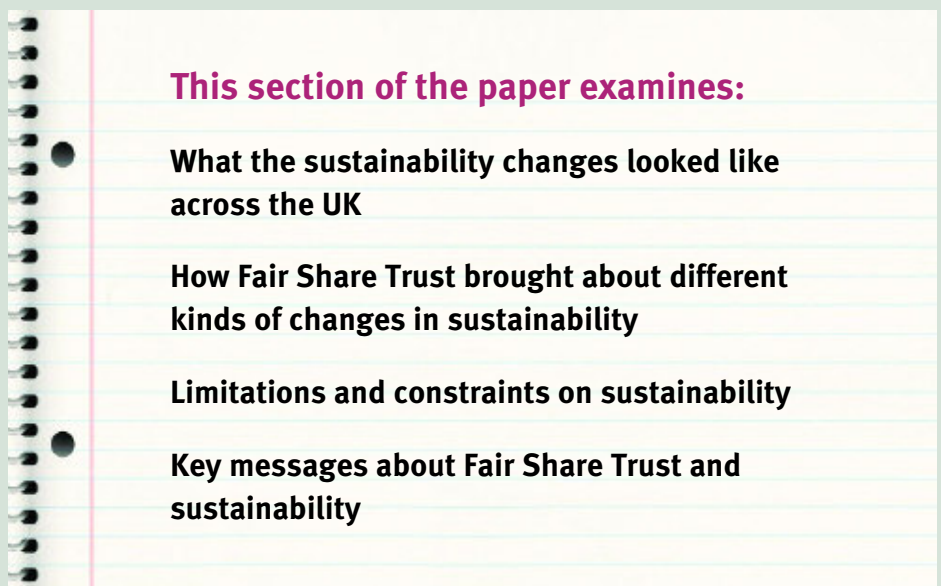 This section of the paper examines:
What the sustainability changes looked like
across the UK
How Fair Share Trust brought about different
kinds of changes in sustainability
Limitations and constraints on sustainability
Key messages about Fair Share Trust and
sustainability